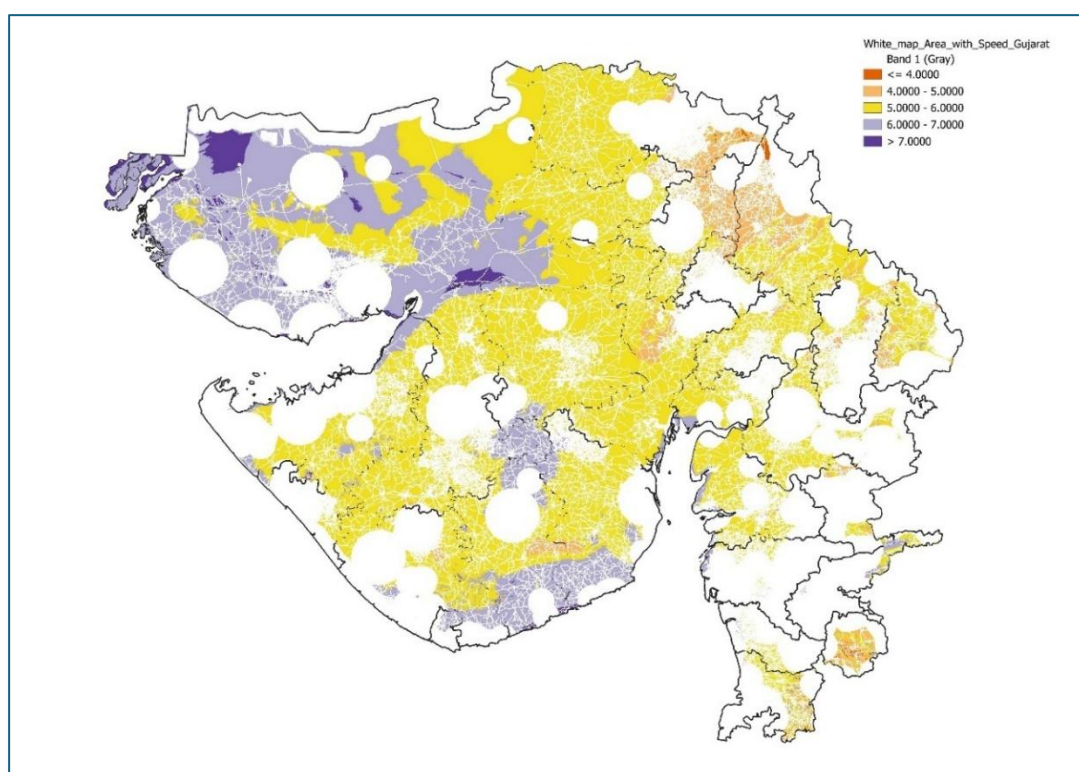 White_map_Area_with_Speed_Gujarat
Band 1 (Gray)
<= 4.0000
4.0000 - 5.0000
5.0000 - 6.0000
6.0000 - 7.0000
> 7.0000